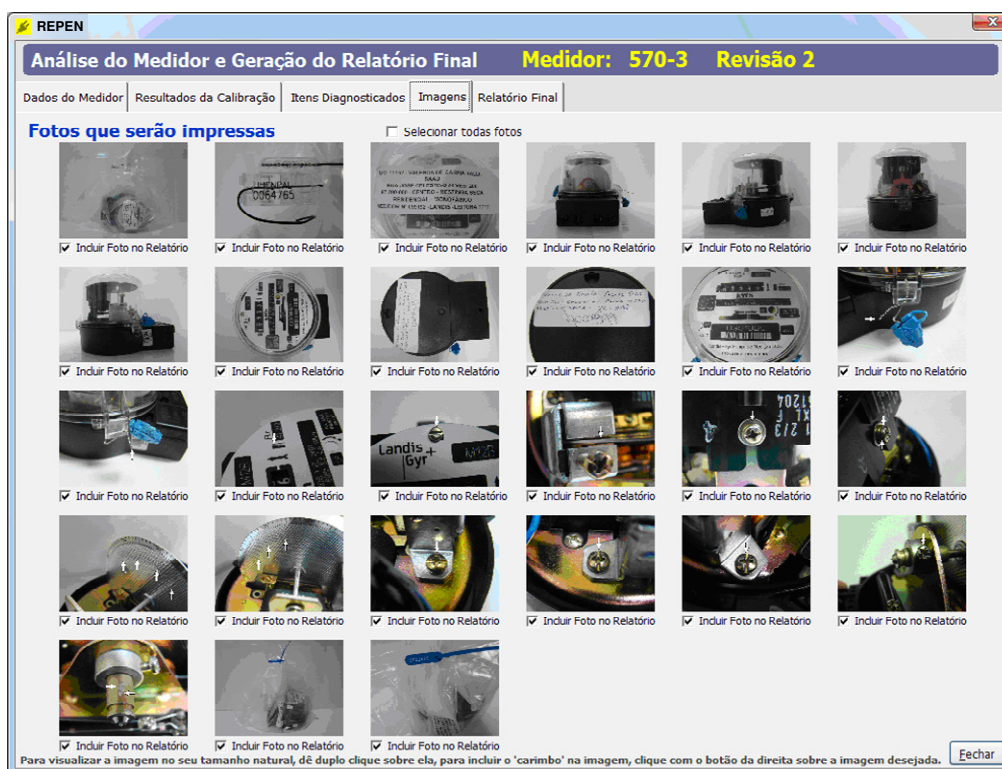 REPEN
Análise do Medidor e Geração do Relatório Final Medidor: 570-3 Revisão 2
Dados do Medidor Resultados da Calibração Itens Diagnosticados Imagens Relatório Final
Fotos que serão impressas Selecionar todas fotos
0064765
Incluir Foto no Relatório Incluir Foto no Relatório Incluir Foto no Relatório Incluir Foto no Relatório Incluir Foto no Relatório Incluir Foto no Relatório
Incluir Foto no Relatório Incluir Foto no Relatório Incluir Foto no Relatório Incluir Foto no Relatório Incluir Foto no Relatório Incluir Foto no Relatório
Landis+
Gyr
Incluir Foto no Relatório Incluir Foto no Relatório Incluir Foto no Relatório Incluir Foto no Relatório Incluir Foto no Relatório Incluir Foto no Relatório
Incluir Foto no Relatório Incluir Foto no Relatório Incluir Foto no Relatório Incluir Foto no Relatório Incluir Foto no Relatório Incluir Foto no Relatório
Incluir Foto no Relatório Incluir Foto no Relatório Incluir Foto no Relatório
Para visualizar a imagem no seu tamanho natural, dê duplo clique sobre ela, para incluir o 'carimbo' na imagem, clique com o botão da direita sobre a imagem desejada. Fechar